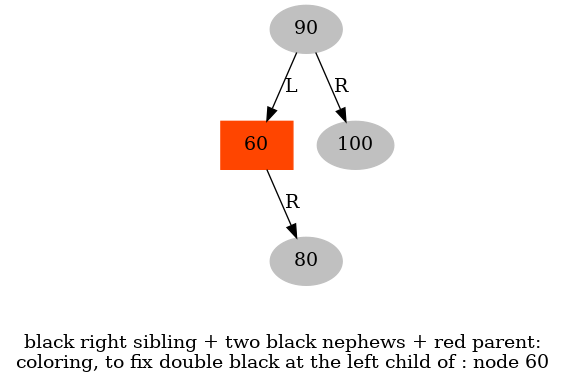 90
L
R
60
100
R
80
black right sibling + two black nephews + red parent:
coloring, to fix double black at the left child of : node 60